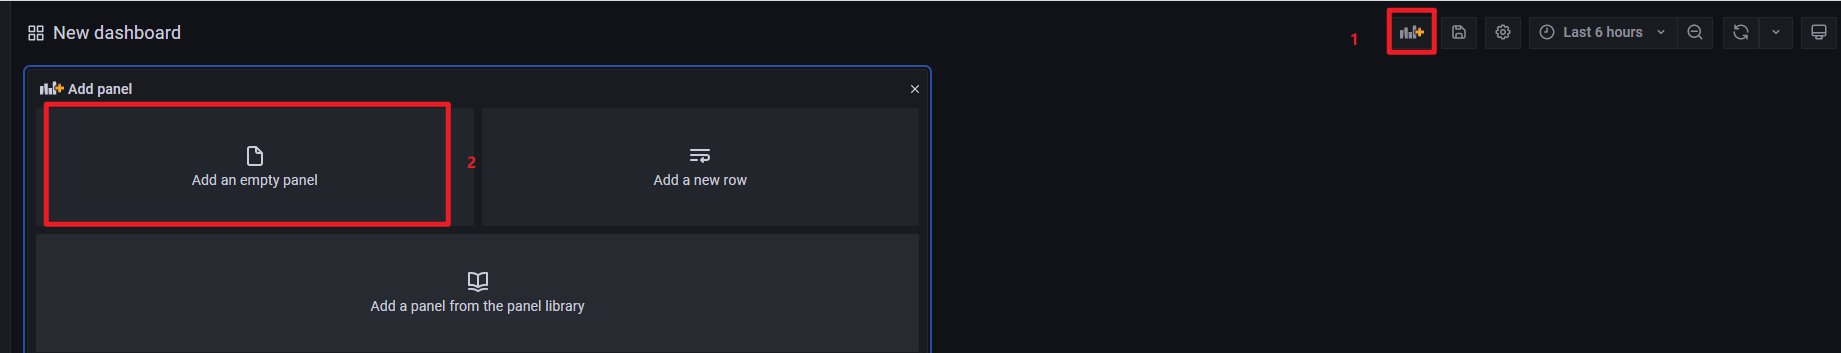 New dashboard
1
Last 6 hours
Add panel
Add an empty panel
2
Add a new row
Add a panel from the panel library